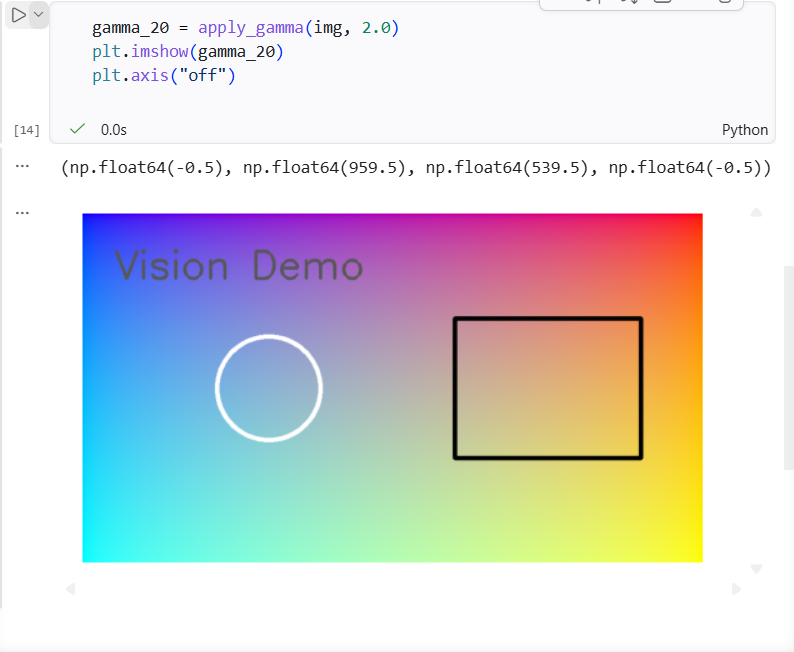 gamma_20 = apply_gamma(img, 2.0)
plt.imshow(gamma_20)
plt.axis("off")
[14]
0.0s
Python
(np.float64(-0.5), np.float64(959.5), np.float64(539.5), np.float64(-0.5))
Vision Demo